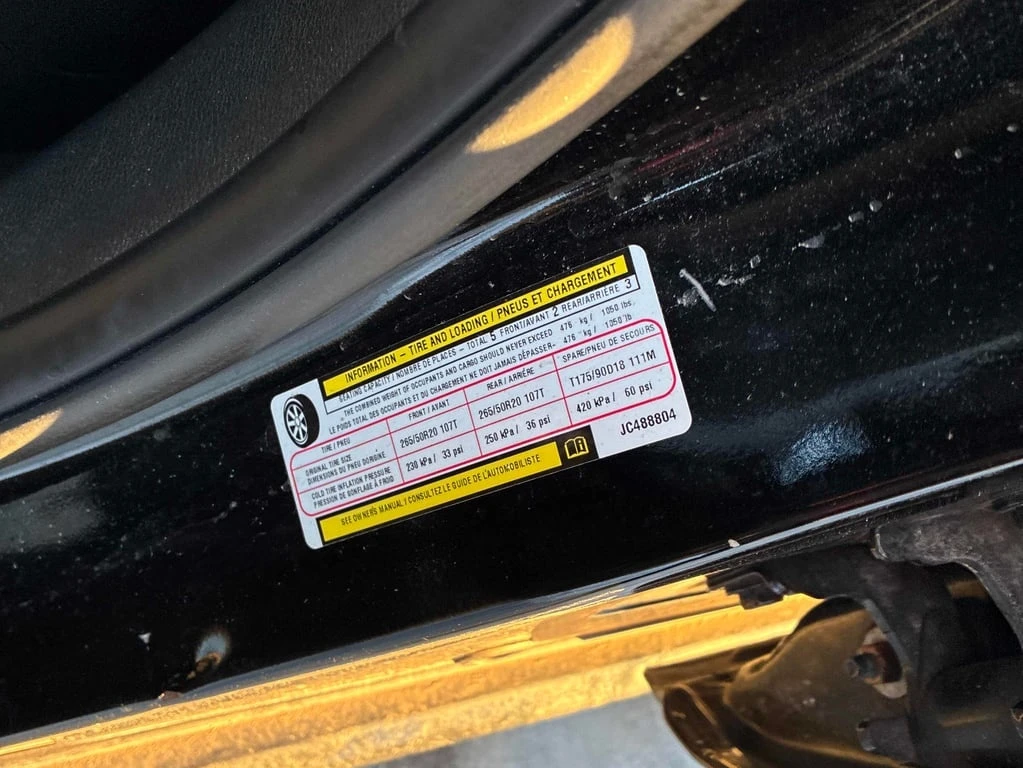 INFORMATION – TIRE AND LOADING / PNEUS ET CHARGEMENT
SEATING CAPACITY / NOMBRE DE PLACES – TOTAL 5 FRONT/AVANT 2 REAR/ARRIÈRE 3
THE COMBINED WEIGHT OF OCCUPANTS AND CARGO SHOULD NEVER EXCEED 476 kg / 1050 lbs.
LE POIDS TOTAL DES OCCUPANTS ET DU CHARGEMENT NE DOIT JAMAIS DÉPASSER– 476 kg / 1050 lb
TIRE / PNEU FRONT / AVANT REAR / ARRIÈRE SPARE/PNEU DE SECOURS
ORIGINAL TIRE SIZE
DIMENSIONS DU PNEU DORIGINE 265/50R20 107T 265/50R20 107T T175/90D18 111M
COLD TIRE INFLATION PRESSURE
PRESSION DE GONFLAGE À FROID 230 kPa / 33 psi 250 kPa / 36 psi 420 kPa / 60 psi
SEE OWNERS MANUAL / CONSULTEZ LE GUIDE DE L'AUTOMOBILISTE
JC488804